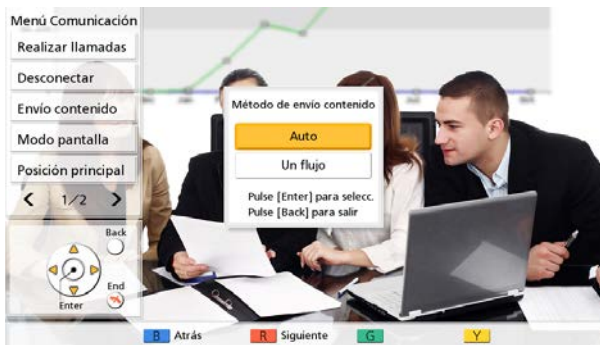 Menú Comunicación
Realizar llamadas
Desconectar
Envío contenido
Modo pantalla
Posición principal
1/2
Back
End
Enter
Método de envío contenido
Auto
Un flujo
Pulse [Enter] para selecc.
Pulse [Back] para salir
B Atrás
R Siguiente
G
Y